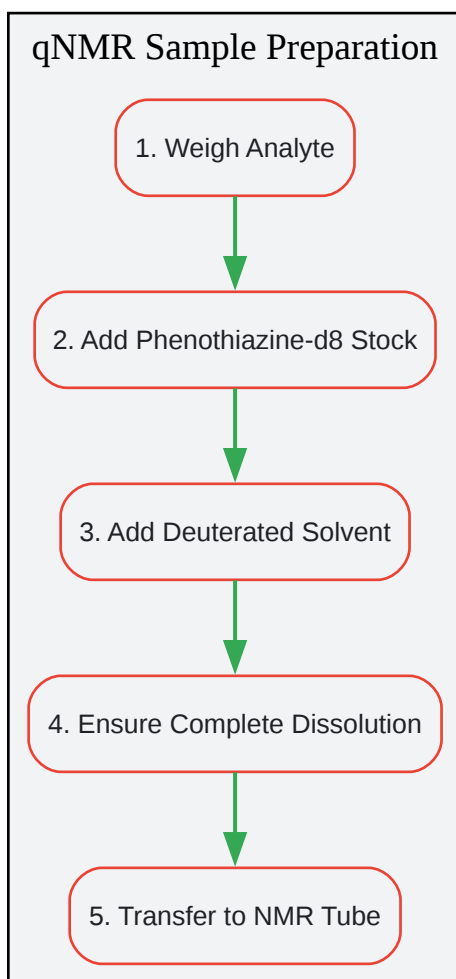 qNMR Sample Preparation
1. Weigh Analyte
2. Add Phenothiazine-d8 Stock
3. Add Deuterated Solvent
4. Ensure Complete Dissolution
5. Transfer to NMR Tube